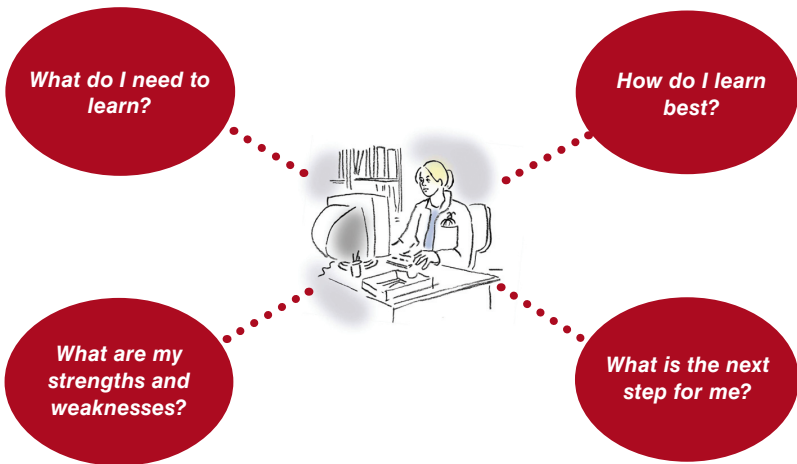 What do I need to
learn?
How do I learn
best?
What are my
strengths and
weaknesses?
What is the next
step for me?